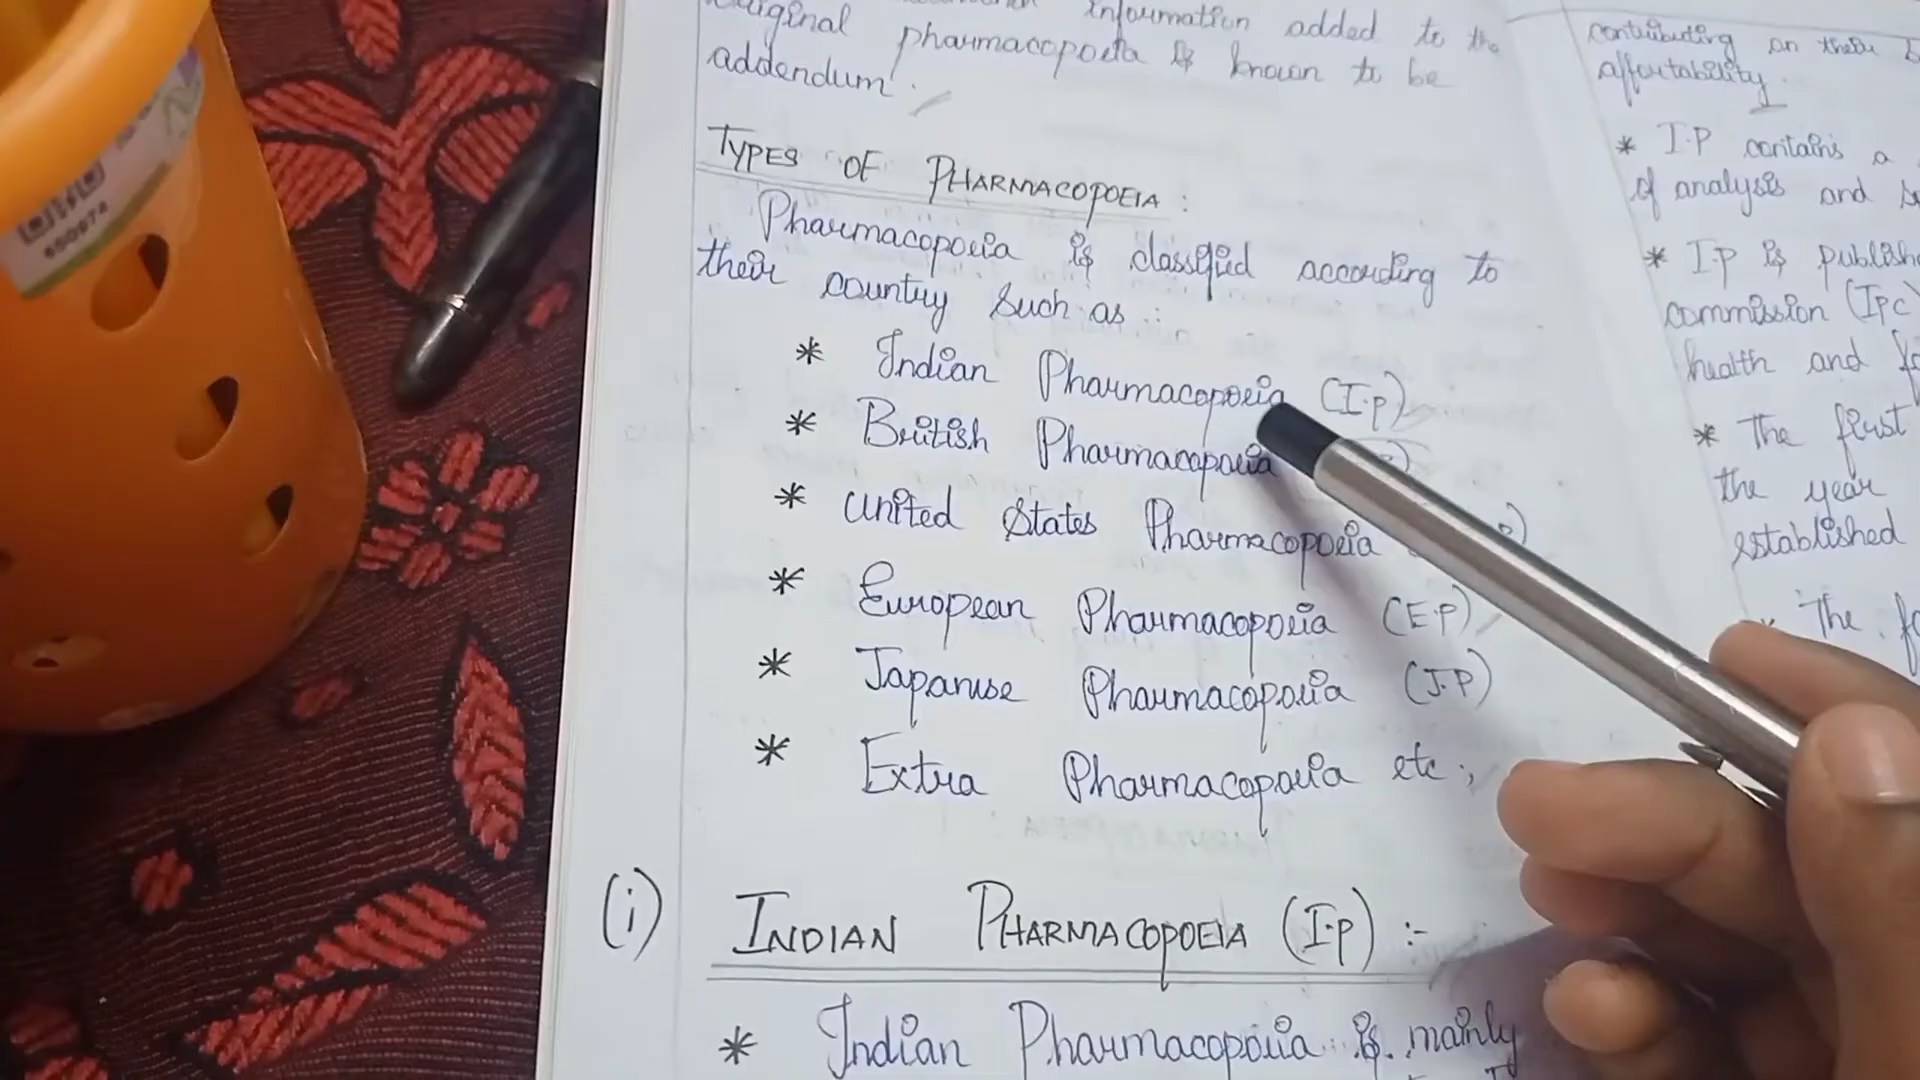 information added to the
original pharmacopoeia is known to be
addendum.
TYPES OF PHARMACOPOEIA :
Pharmacopoeia is classified according to
their country such as :
* Indian Pharmacopoeia (I.P)
* British Pharmacopoeia
* United States Pharmacopoeia
* European Pharmacopoeia (E.P)
* Japanese Pharmacopoeia (J.P)
* Extra Pharmacopoeia etc.,
(i) INDIAN PHARMACOPOEIA (I.P) :-
* Indian Pharmacopoeia is mainly
contributing on their
affortability.
* I.P contains a
of analysis and
* I.P is
commission (IPC)
health and
* The first
the year
established
* The
650074